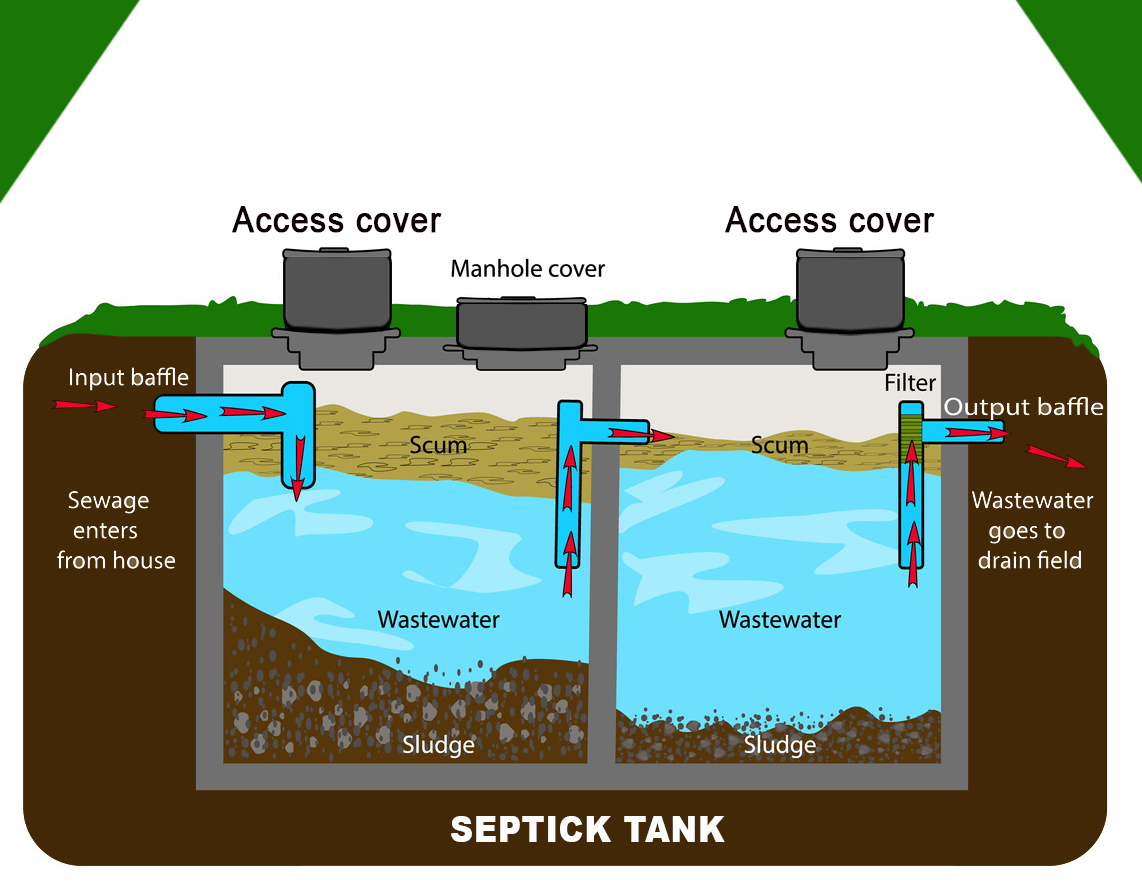 Access cover
Access cover
Manhole cover
Input baffle
Filter
Output baffle
Scum
Scum
Sewage
enters
from house
Wastewater
goes to
drain field
Wastewater
Wastewater
Sludge
Sludge
SEPTICK TANK